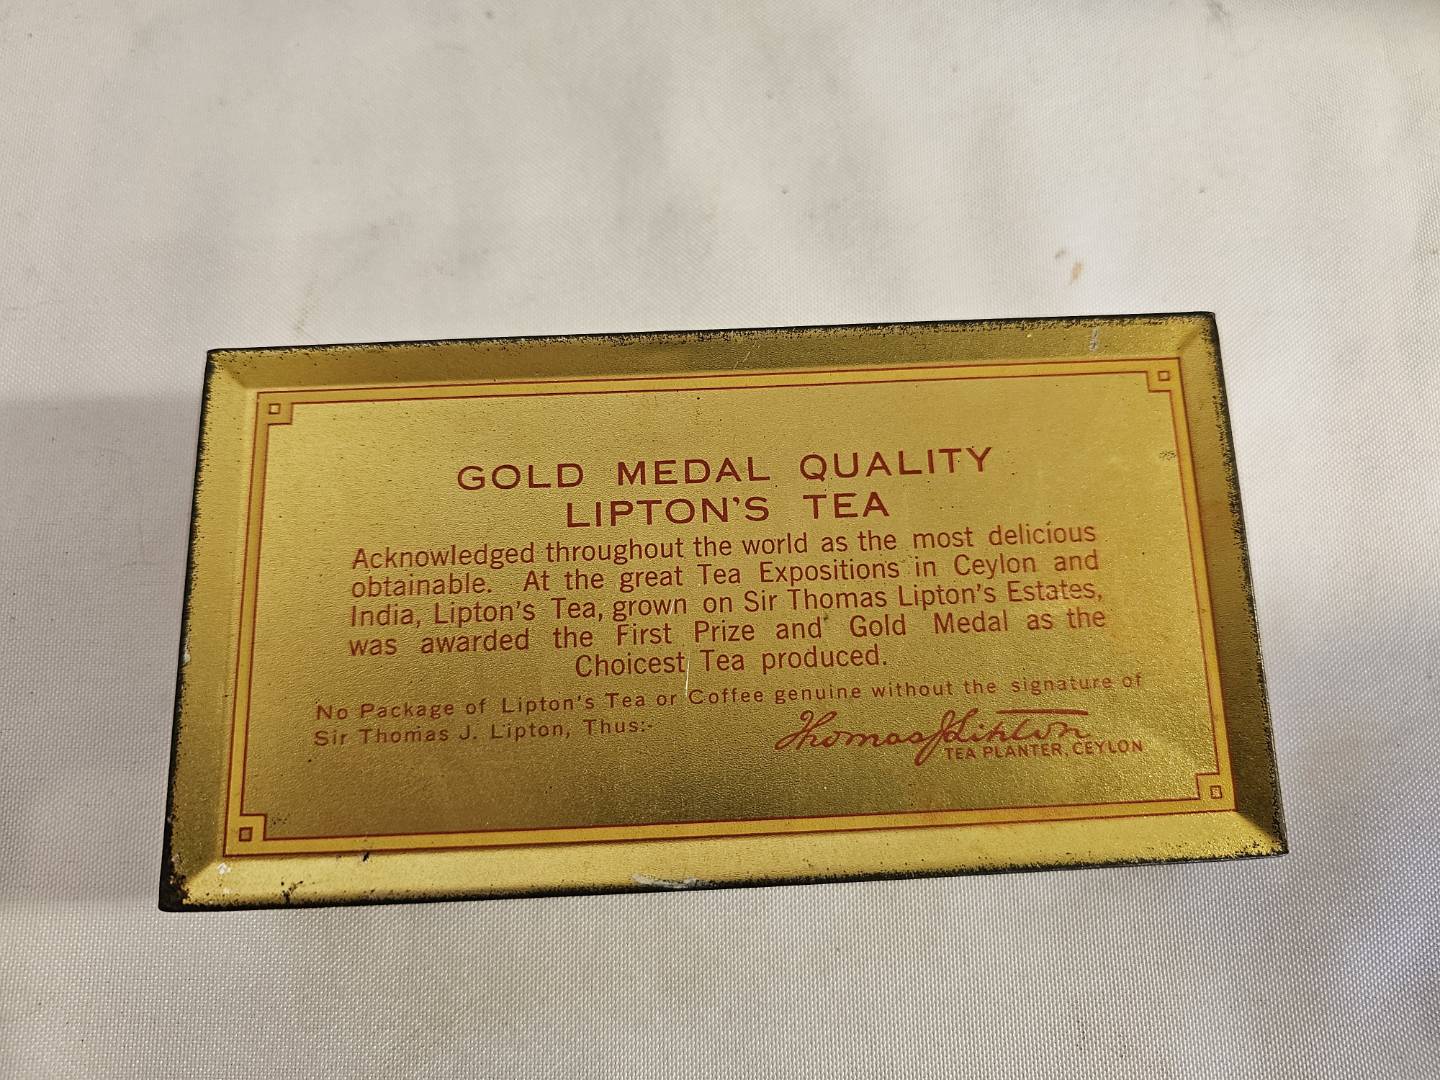 GOLD MEDAL QUALITY
LIPTON'S TEA
Acknowledged throughout the world as the most delicious
obtainable. At the great Tea Expositions in Ceylon and
India, Lipton's Tea, grown on Sir Thomas Lipton's Estates,
was awarded the First Prize and Gold Medal as the
Choicest Tea produced.
No Package of Lipton's Tea or Coffee genuine without the signature of
Sir Thomas J. Lipton, Thus:-
Thomas J Lipton
TEA PLANTER, CEYLON